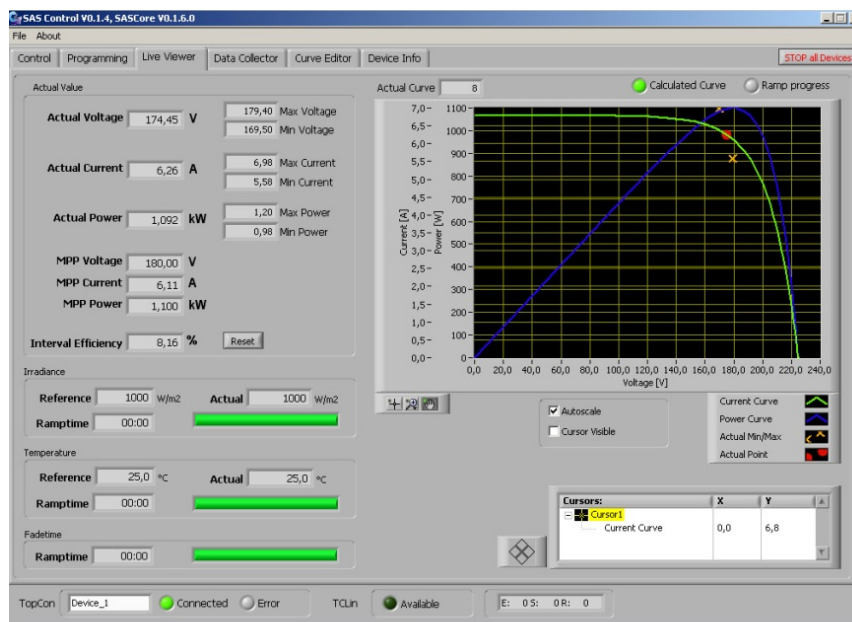 SAS Control V0.1.4, SASCore V0.1.6.0
File About
Control Programming Live Viewer Data Collector Curve Editor Device Info STOP all Devices
Actual Value
Actual Voltage 174,45 V
179,40 Max Voltage
169,50 Min Voltage
Actual Current 6,26 A
6,98 Max Current
5,58 Min Current
Actual Power 1,092 kW
1,20 Max Power
0,98 Min Power
MPP Voltage 180,00 V
MPP Current 6,11 A
MPP Power 1,100 kW
Interval Efficiency 8,16 % Reset
Irradiance
Reference 1000 W/m2 Actual 1000 W/m2
Ramptime 00:00
Temperature
Reference 25,0 °C Actual 25,0 °C
Ramptime 00:00
Fadetime
Ramptime 00:00
Actual Curve 8 Calculated Curve Ramp progress
7,0
6,5
6,0
5,5
5,0
4,5
4,0
3,5
3,0
2,5
2,0
1,5
1,0
0,5
0,0
Current [A]
1100
1000
900
800
700
600
500
400
300
200
100
0
Power [W]
0,0 20,0 40,0 60,0 80,0 100,0 120,0 140,0 160,0 180,0 200,0 220,0 240,0
Voltage [V]
Autoscale
Cursor Visible
Current Curve
Power Curve
Actual Min/Max
Actual Point
Cursors: X Y
Cursor1
Current Curve 0,0 6,8
TopCon Device_1 Connected Error TCLin Available E: 0 S: 0 R: 0